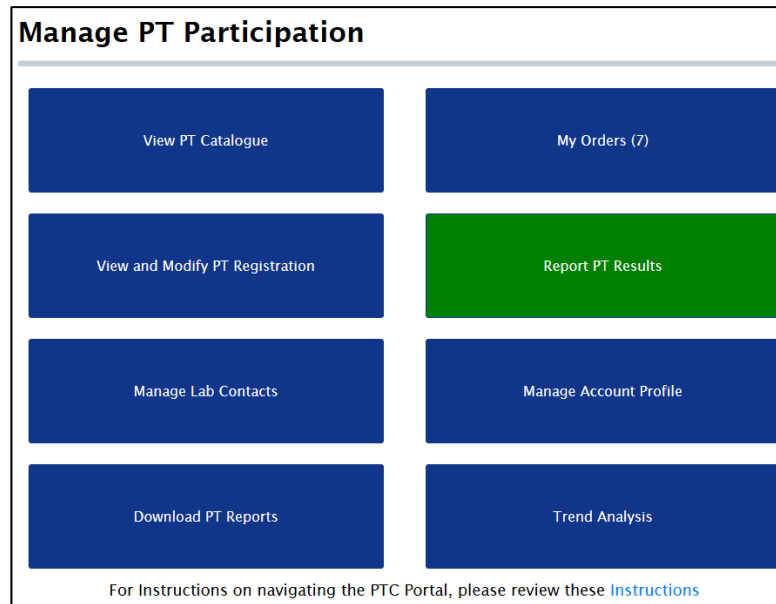 Manage PT Participation
View PT Catalogue
My Orders (7)
View and Modify PT Registration
Report PT Results
Manage Lab Contacts
Manage Account Profile
Download PT Reports
Trend Analysis
For Instructions on navigating the PTC Portal, please review these Instructions